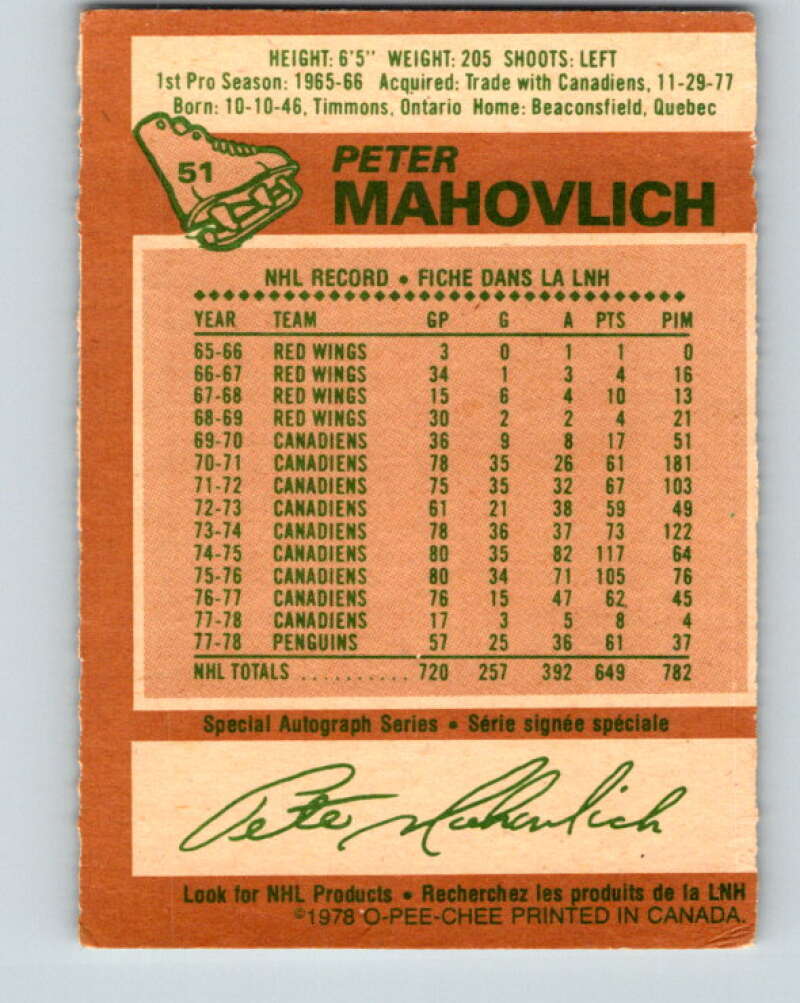 HEIGHT: 6'5" WEIGHT: 205 SHOOTS: LEFT
1st Pro Season: 1965-66 Acquired: Trade with Canadiens, 11-29-77
Born: 10-10-46, Timmons, Ontario Home: Beaconsfield, Quebec
51
PETER
MAHOVLICH
NHL RECORD • FICHE DANS LA LNH
YEAR TEAM GP G A PTS PIM
65-66 RED WINGS 3 0 1 1 0
66-67 RED WINGS 34 1 3 4 16
67-68 RED WINGS 15 6 4 10 13
68-69 RED WINGS 30 2 2 4 21
69-70 CANADIENS 36 9 8 17 51
70-71 CANADIENS 78 35 26 61 181
71-72 CANADIENS 75 35 32 67 103
72-73 CANADIENS 61 21 38 59 49
73-74 CANADIENS 78 36 37 73 122
74-75 CANADIENS 80 35 82 117 64
75-76 CANADIENS 80 34 71 105 76
76-77 CANADIENS 76 15 47 62 45
77-78 CANADIENS 17 3 5 8 4
77-78 PENGUINS 57 25 36 61 37
NHL TOTALS .......... 720 257 392 649 782
Special Autograph Series • Série signée spéciale
Pete Mahovlich
Look for NHL Products • Recherchez les produits de la LNH
©1978 O-PEE-CHEE PRINTED IN CANADA.